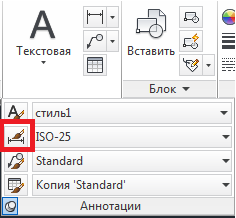 A
Текстовая
Вставить
Блок
A
стиль1
ISO-25
Standard
Копия 'Standard'
Аннотации